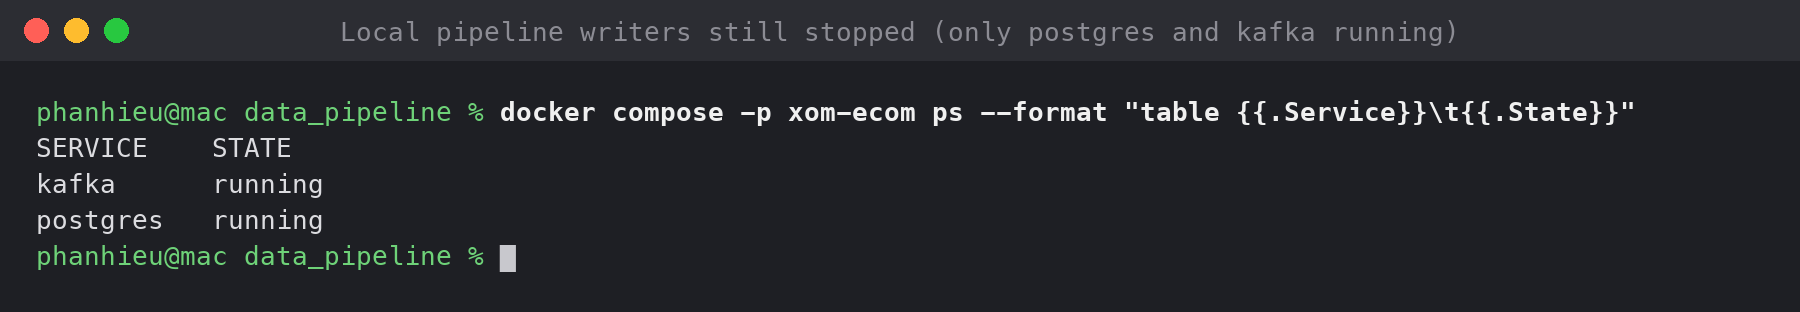 Local pipeline writers still stopped (only postgres and kafka running)
phanhieu@mac data_pipeline % docker compose -p xom-ecom ps --format "table {{.Service}}\t{{.State}}"
SERVICE    STATE
kafka      running
postgres   running
phanhieu@mac data_pipeline %